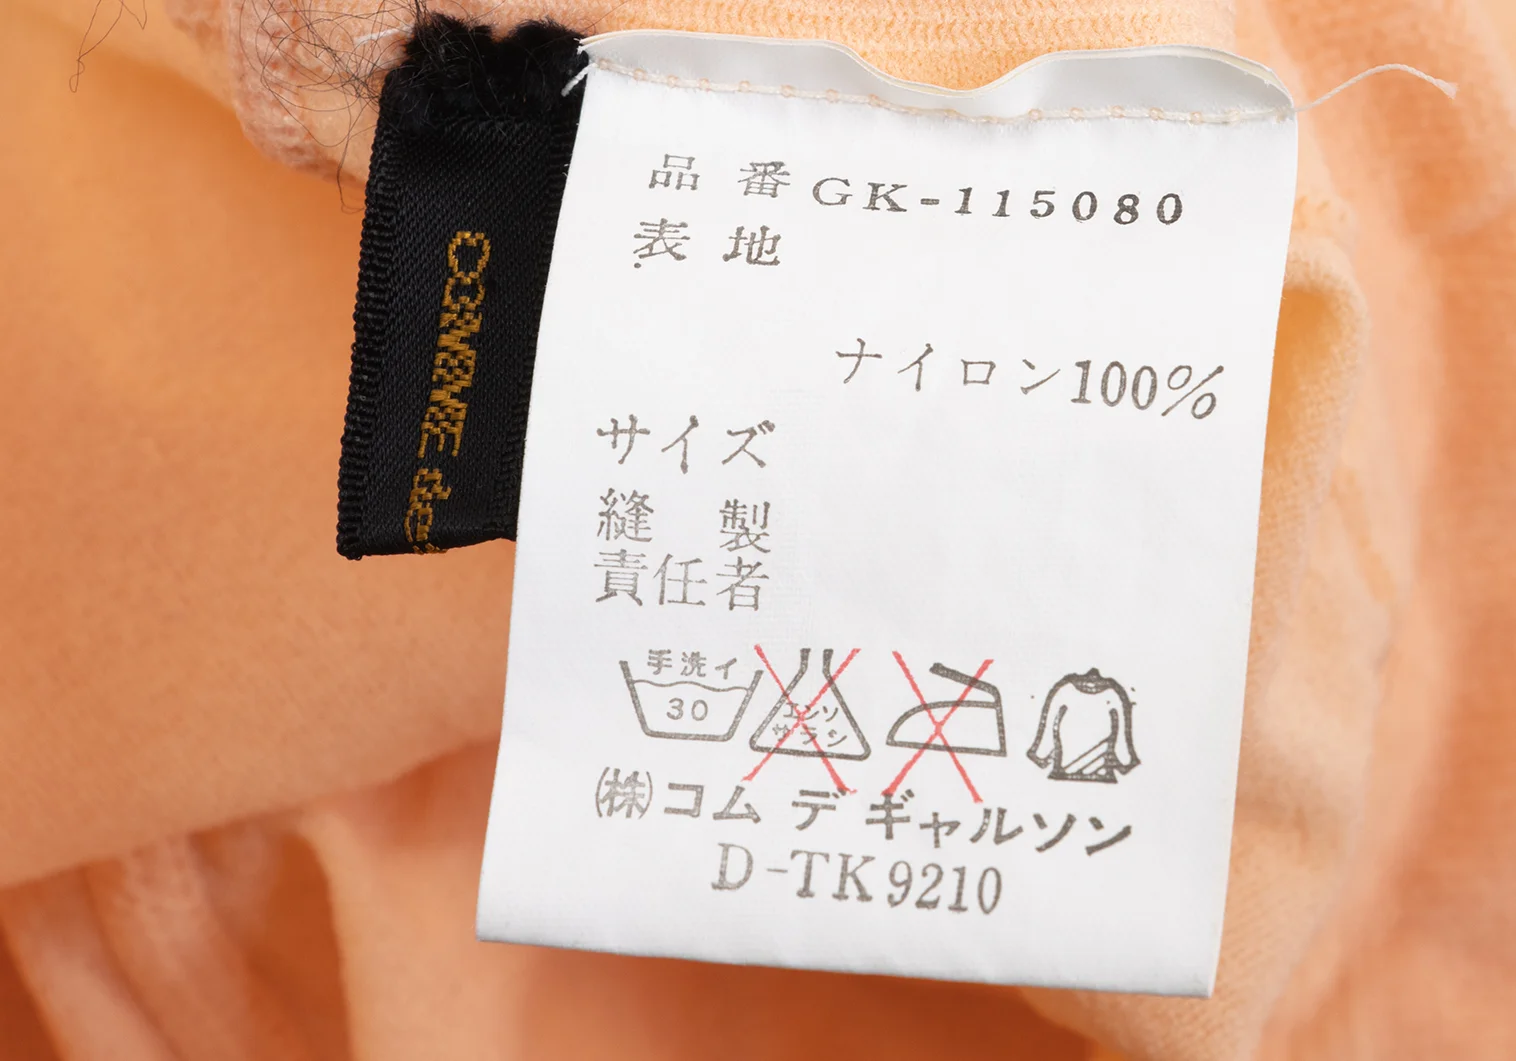 COMME de
品番 GK-115080
表地
ナイロン100%
サイズ
縫製
責任者
手洗イ
30
エンソ
サラシ
㈱コム デ ギャルソン
D-TK9210